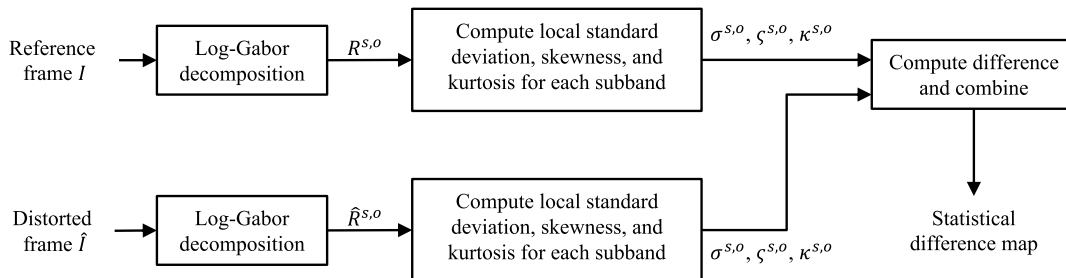 Reference
frame I
Log-Gabor
decomposition
R^{s,o}
Compute local standard
deviation, skewness, and
kurtosis for each subband
σ^{s,o}, ς^{s,o}, κ^{s,o}
Compute difference
and combine
Distorted
frame Î
Log-Gabor
decomposition
R̂^{s,o}
Compute local standard
deviation, skewness, and
kurtosis for each subband
σ^{s,o}, ς^{s,o}, κ^{s,o}
Statistical
difference map